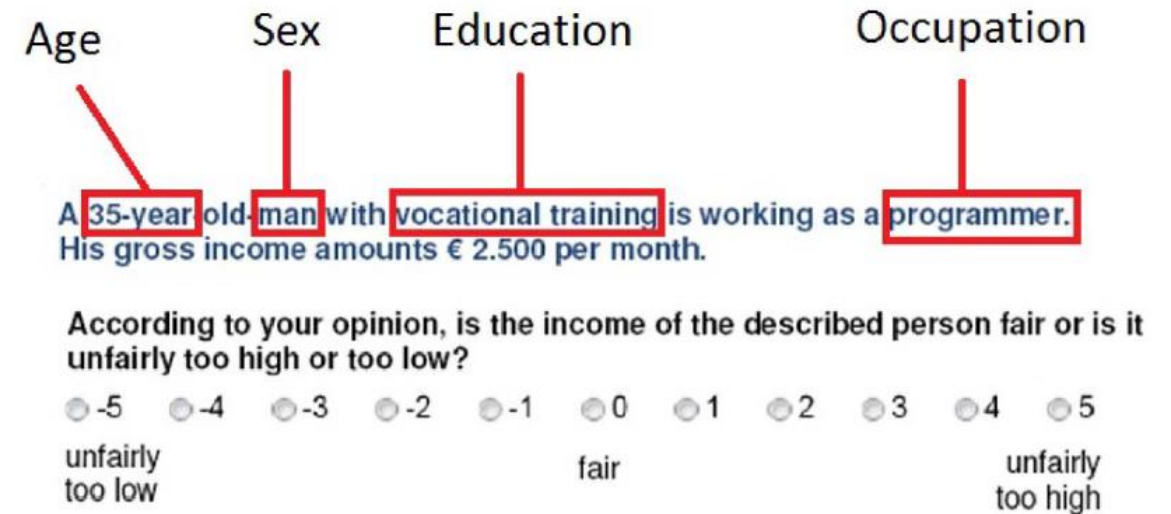 Age Sex Education Occupation
A 35-year-old-man with vocational training is working as a programmer.
His gross income amounts € 2.500 per month.
According to your opinion, is the income of the described person fair or is it
unfairly too high or too low?
-5 -4 -3 -2 -1 0 1 2 3 4 5
unfairly fair unfairly
too low too high